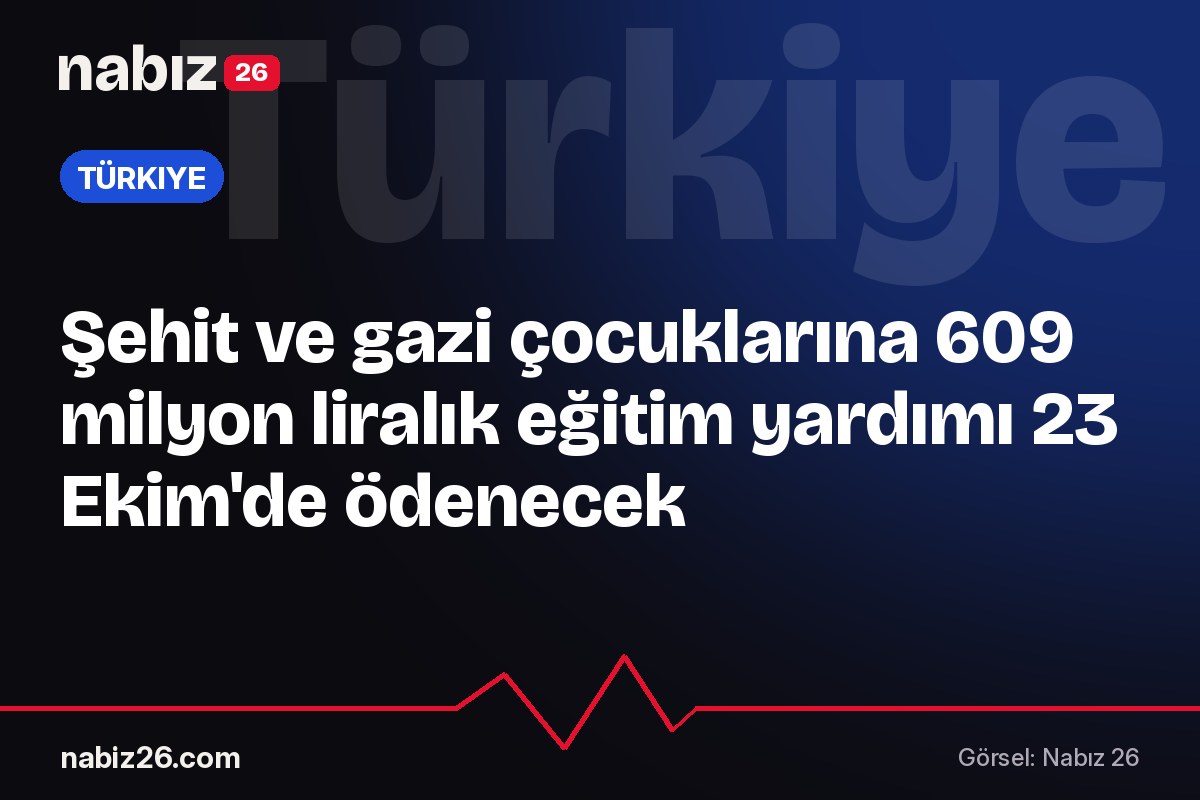 nabız 26
Türkiye
TÜRKIYE
Şehit ve gazi çocuklarına 609
milyon liralık eğitim yardımı 23
Ekim'de ödenecek
nabiz26.com
Görsel: Nabız 26